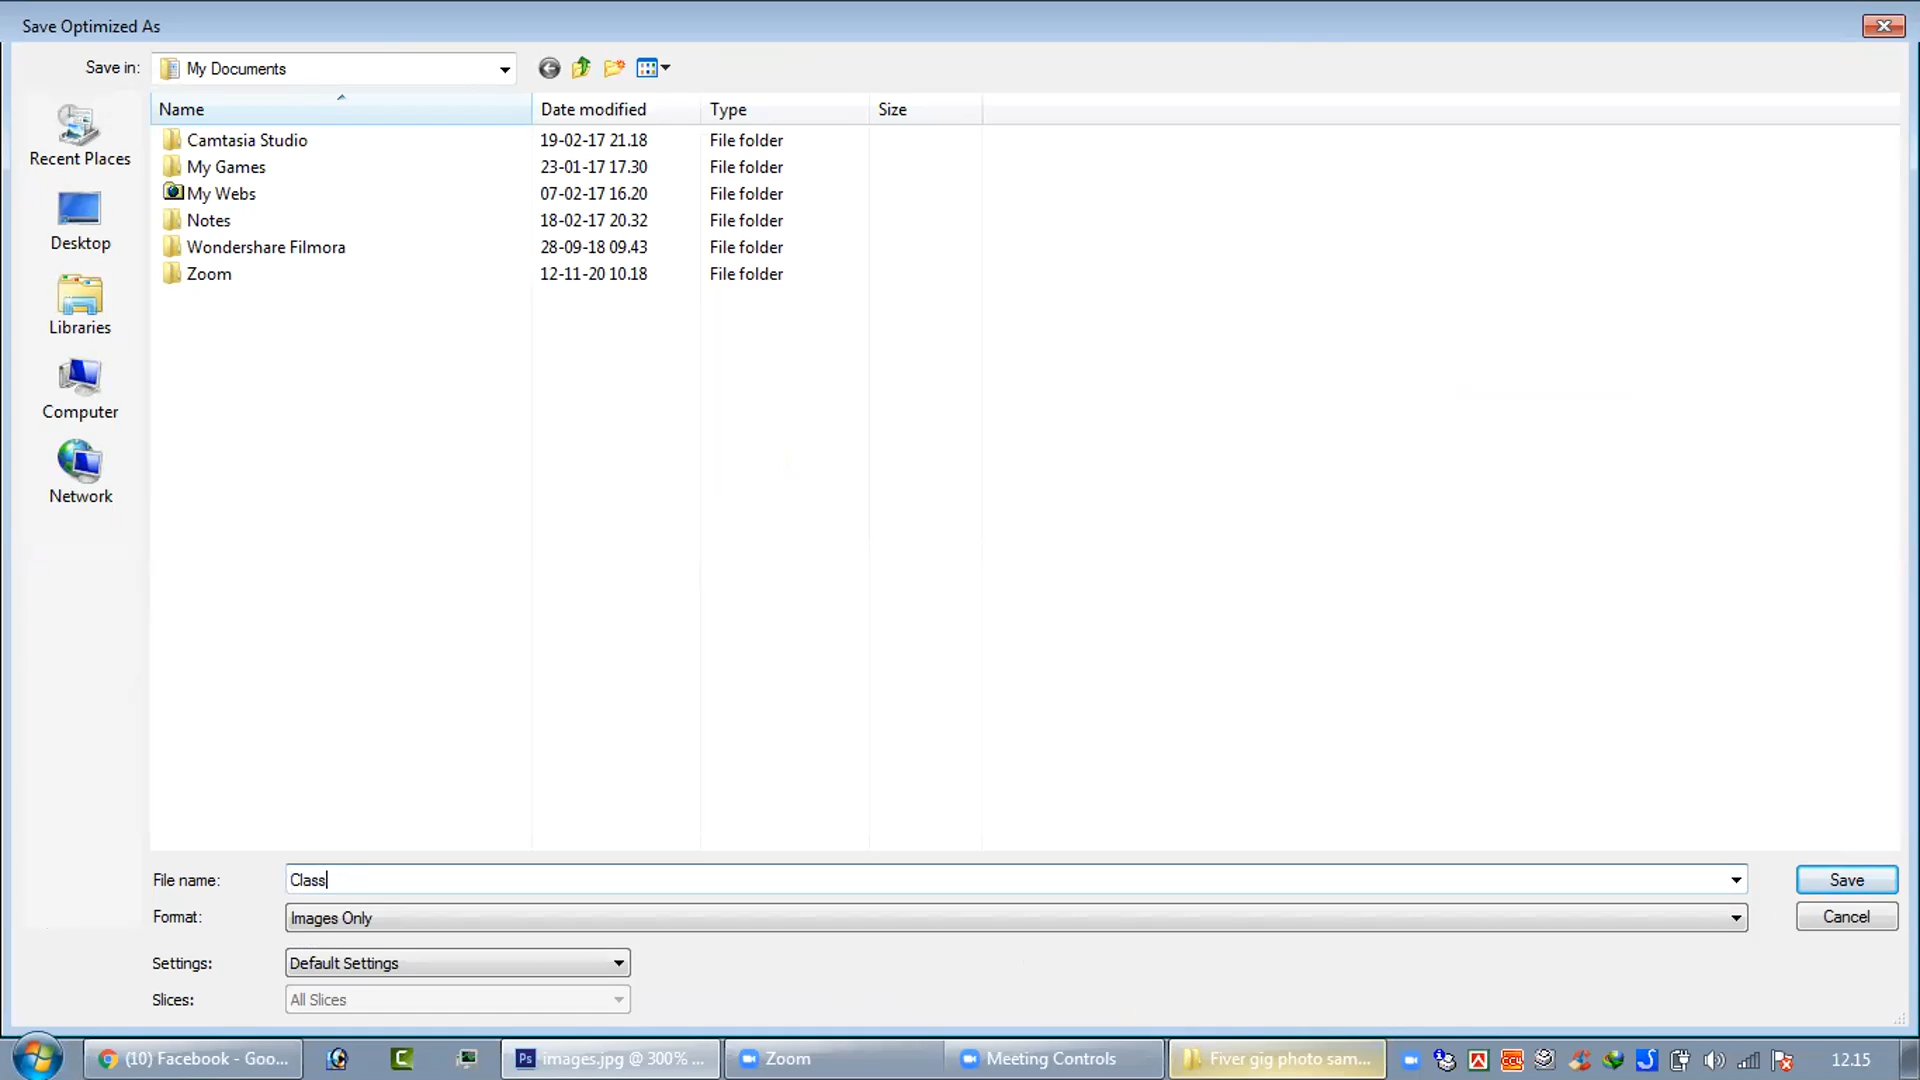 Save Optimized As
Save in: My Documents
Name Date modified Type Size
Camtasia Studio 19-02-17 21.18 File folder
My Games 23-01-17 17.30 File folder
My Webs 07-02-17 16.20 File folder
Notes 18-02-17 20.32 File folder
Wondershare Filmora 28-09-18 09.43 File folder
Zoom 12-11-20 10.18 File folder
Recent Places
Desktop
Libraries
Computer
Network
File name: Class Save
Format: Images Only Cancel
Settings: Default Settings
Slices: All Slices
(10) Facebook - Goo... Ps images.jpg @ 300% ... Zoom Meeting Controls Fiver gig photo sam... 12.15